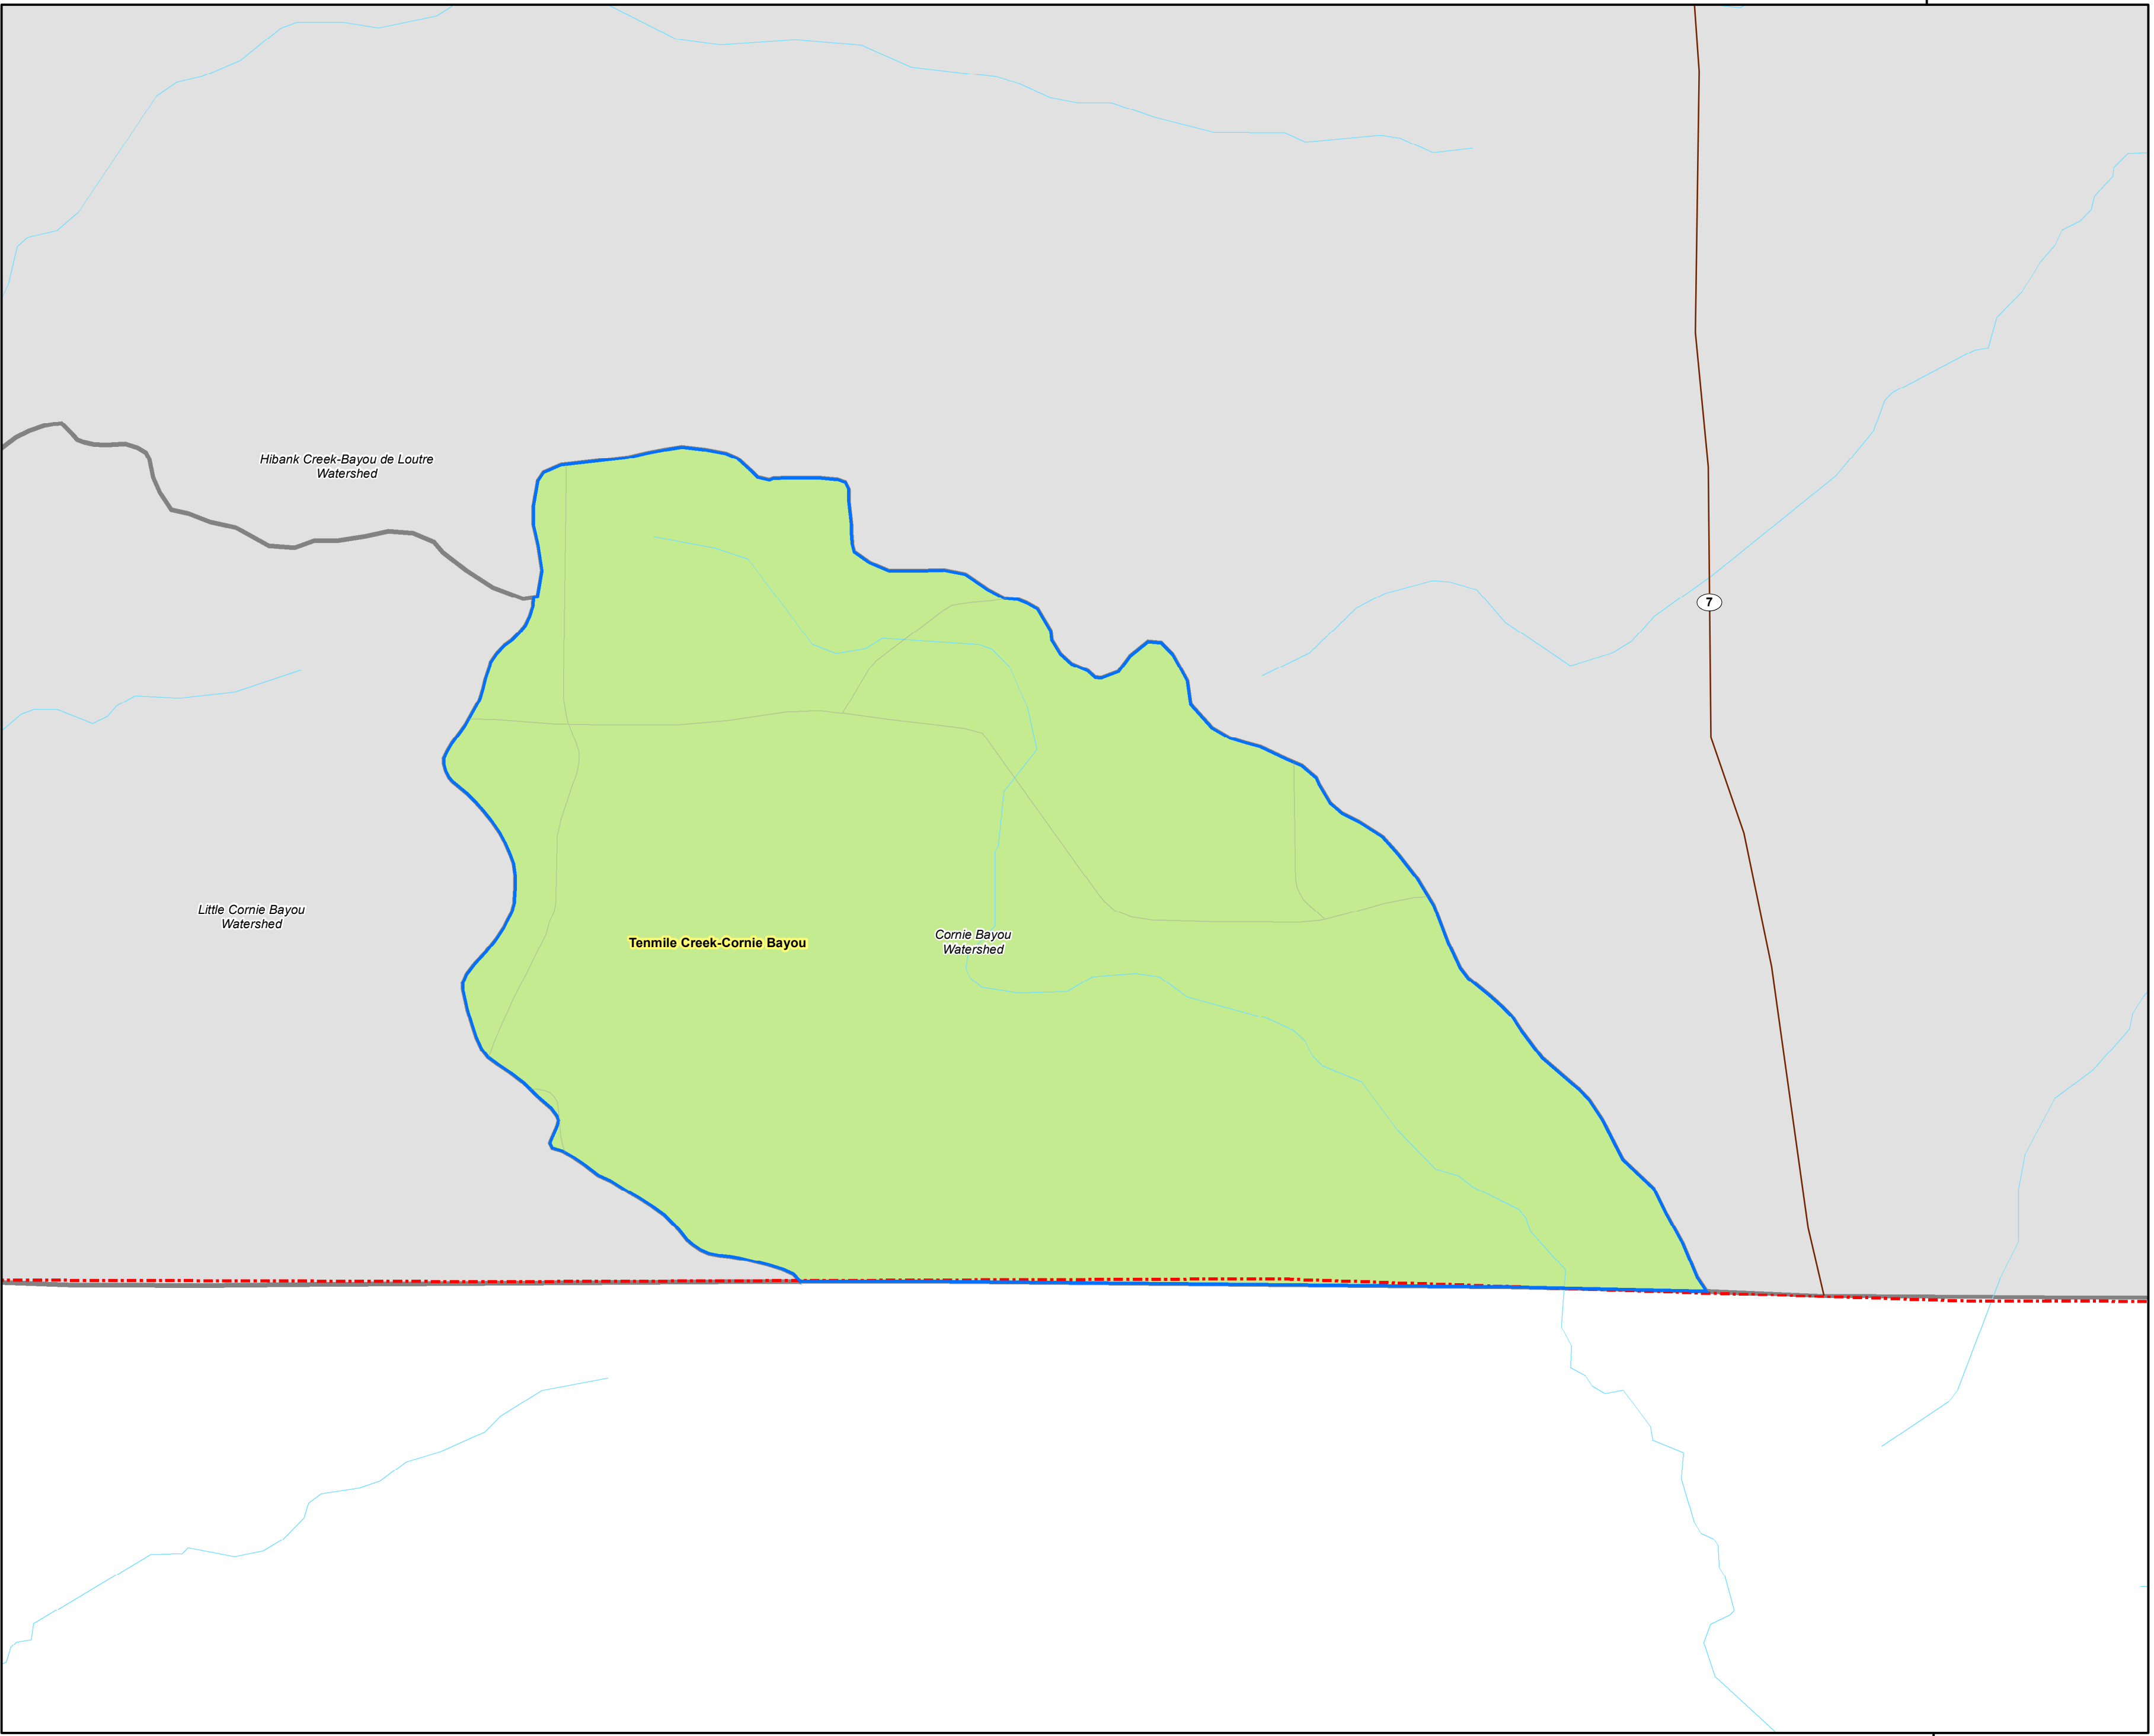 Hibank Creek-Bayou de Loutre
Watershed
7
Little Cornie Bayou
Watershed
Tenmile Creek-Cornie Bayou
Cornie Bayou
Watershed